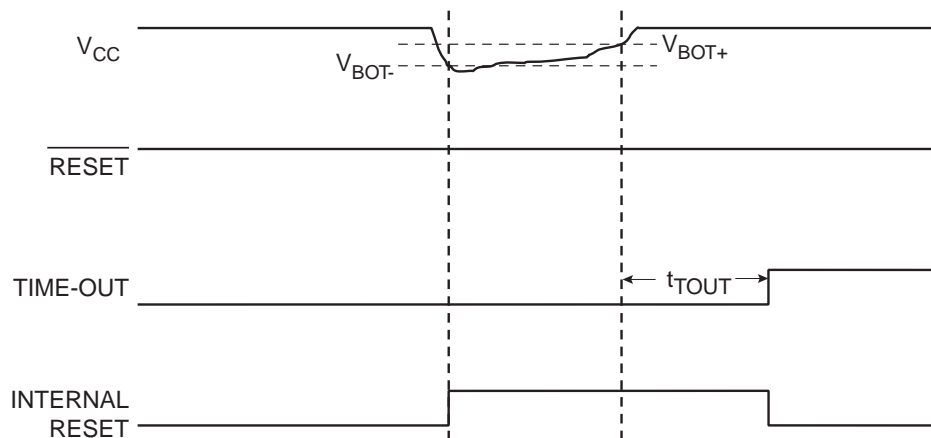 VCC
VBOT-
VBOT+
RESET
TIME-OUT
tTOUT
INTERNAL
RESET